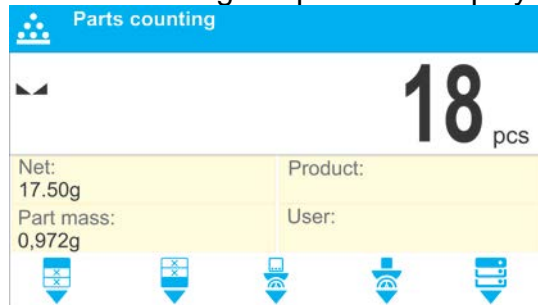 Parts counting
18 pcs
Net:
17.50g
Product:
Part mass:
0,972g
User: